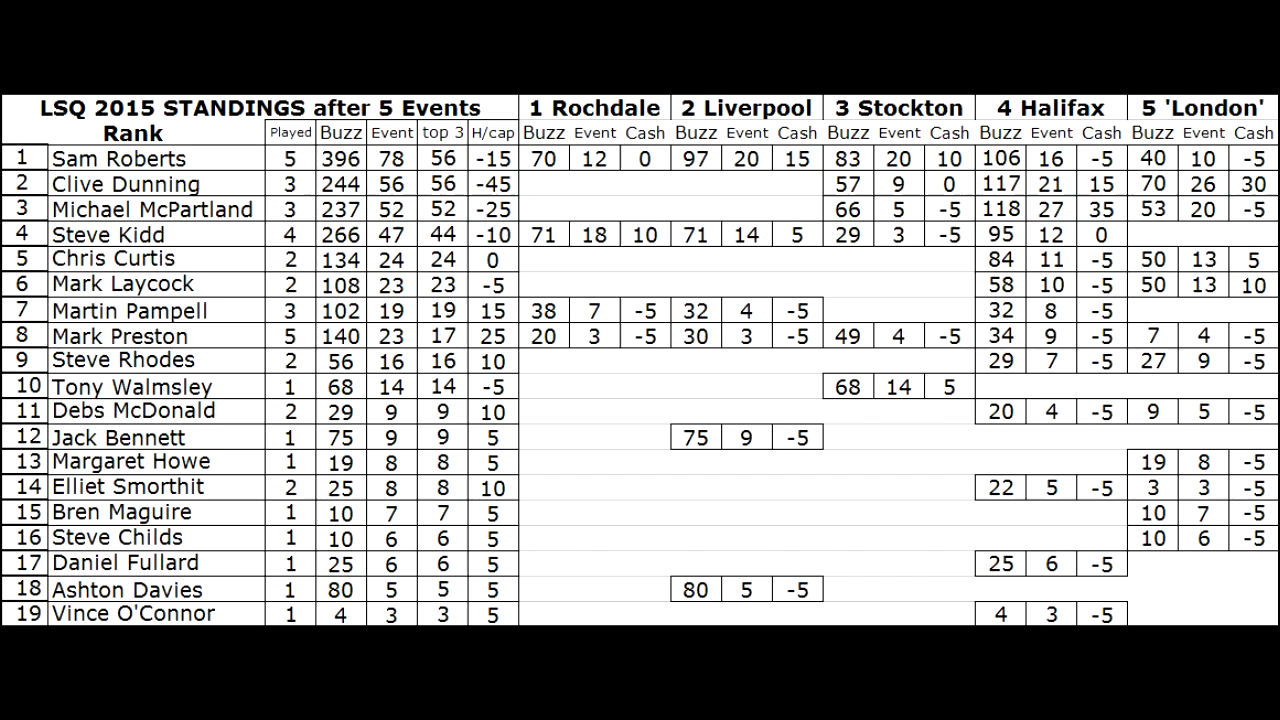 LSQ 2015 STANDINGS after 5 Events 1 Rochdale 2 Liverpool 3 Stockton 4 Halifax 5 'London'
Rank Played Buzz Event top 3 H/cap Buzz Event Cash Buzz Event Cash Buzz Event Cash Buzz Event Cash Buzz Event Cash
1 Sam Roberts 5 396 78 56 -15 70 12 0 97 20 15 83 20 10 106 16 -5 40 10 -5
2 Clive Dunning 3 244 56 56 -45 57 9 0 117 21 15 70 26 30
3 Michael McPartland 3 237 52 52 -25 66 5 -5 118 27 35 53 20 -5
4 Steve Kidd 4 266 47 44 -10 71 18 10 71 14 5 29 3 -5 95 12 0
5 Chris Curtis 2 134 24 24 0 84 11 -5 50 13 5
6 Mark Laycock 2 108 23 23 -5 58 10 -5 50 13 10
7 Martin Pampell 3 102 19 19 15 38 7 -5 32 4 -5 32 8 -5
8 Mark Preston 5 140 23 17 25 20 3 -5 30 3 -5 49 4 -5 34 9 -5 7 4 -5
9 Steve Rhodes 2 56 16 16 10 29 7 -5 27 9 -5
10 Tony Walmsley 1 68 14 14 -5 68 14 5
11 Debs McDonald 2 29 9 9 10 20 4 -5 9 5 -5
12 Jack Bennett 1 75 9 9 5 75 9 -5
13 Margaret Howe 1 19 8 8 5 19 8 -5
14 Elliet Smorthit 2 25 8 8 10 22 5 -5 3 3 -5
15 Bren Maguire 1 10 7 7 5 10 7 -5
16 Steve Childs 1 10 6 6 5 10 6 -5
17 Daniel Fullard 1 25 6 6 5 25 6 -5
18 Ashton Davies 1 80 5 5 5 80 5 -5
19 Vince O'Connor 1 4 3 3 5 4 3 -5